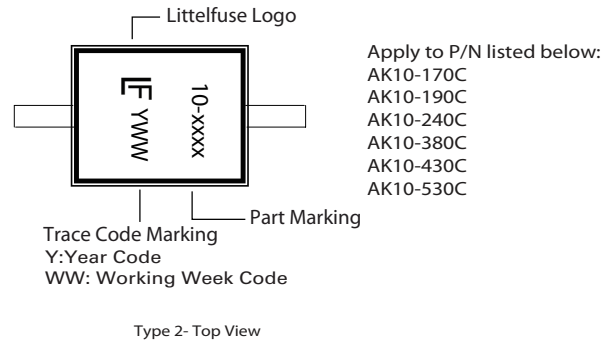 Littelfuse Logo
Apply to P/N listed below:
AK10-170C
AK10-190C
AK10-240C
AK10-380C
AK10-430C
AK10-530C
LF YWW
10-xxxx
Part Marking
Trace Code Marking
Y:Year Code
WW: Working Week Code
Type 2- Top View